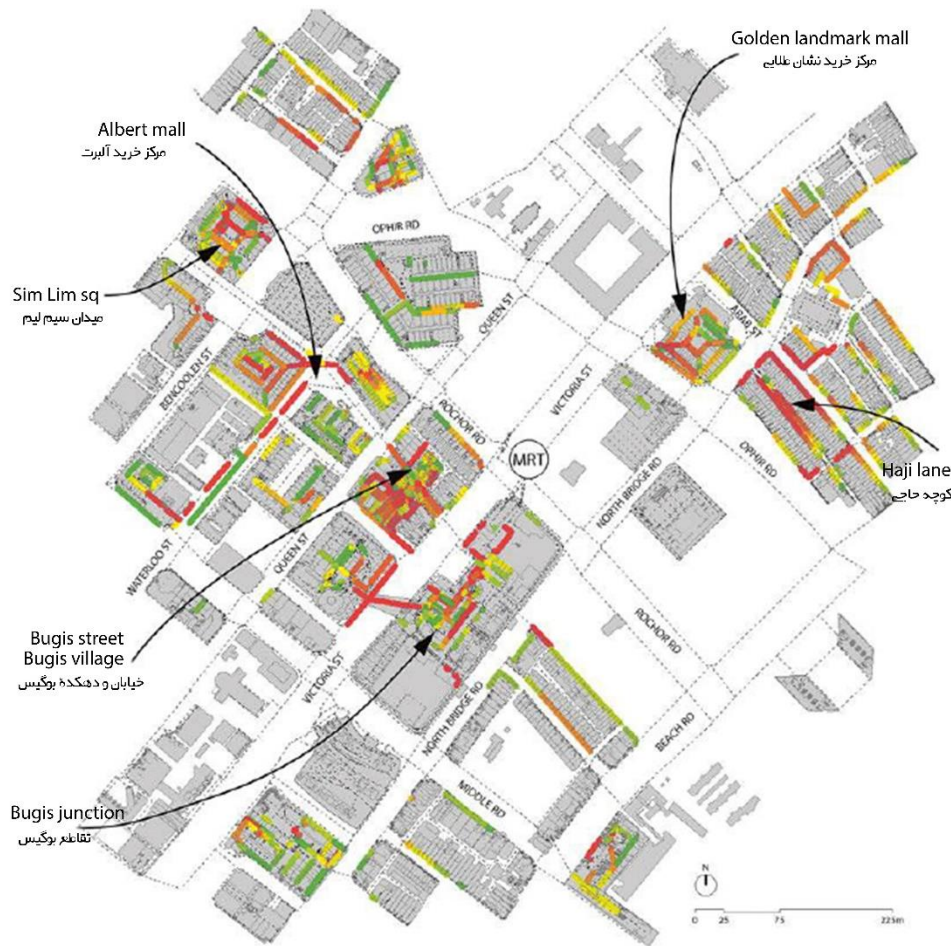 Golden landmark mall
مرکز خرید نشان طلایی
Albert mall
مرکز خرید آلبرت
OPHIR RD
Sim Lim sq
میدان سیم لیم
QUEEN ST
ARAB ST
BENCOOLEN ST
VICTORIA ST
ROCHOR RD
MRT
OPHIR RD
Haji lane
کوچه حاجی
NORTH BRIDGE RD
WATERLOO ST
QUEEN ST
ROCHOR RD
Bugis street
Bugis village
خیابان و دهکدهٔ بوگیس
VICTORIA ST
NORTH BRIDGE RD
BEACH RD
MIDDLE RD
Bugis junction
تقاطع بوگیس
N
0 25 75 225m